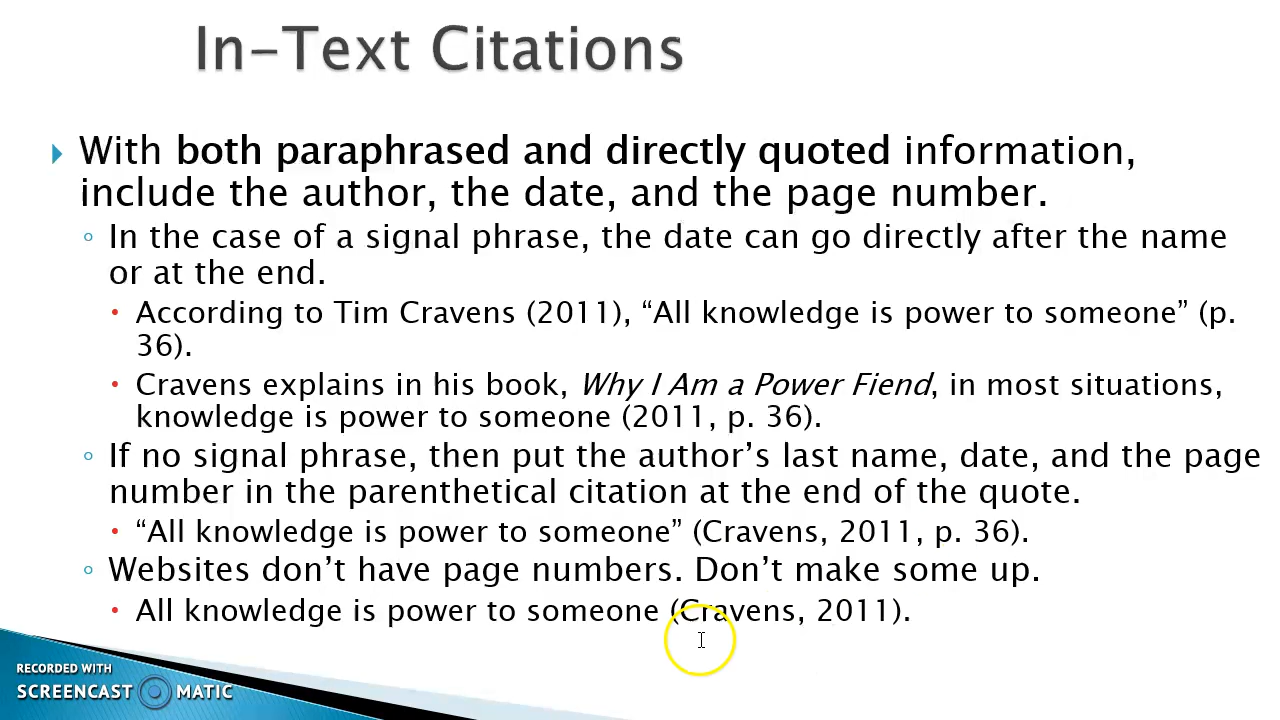 In-Text Citations
With both paraphrased and directly quoted information,
include the author, the date, and the page number.
In the case of a signal phrase, the date can go directly after the name
or at the end.
According to Tim Cravens (2011), “All knowledge is power to someone” (p.
36).
Cravens explains in his book, Why I Am a Power Fiend, in most situations,
knowledge is power to someone (2011, p. 36).
If no signal phrase, then put the author’s last name, date, and the page
number in the parenthetical citation at the end of the quote.
“All knowledge is power to someone” (Cravens, 2011, p. 36).
Websites don’t have page numbers. Don’t make some up.
All knowledge is power to someone (Cravens, 2011).
RECORDED WITH
SCREENCAST MATIC